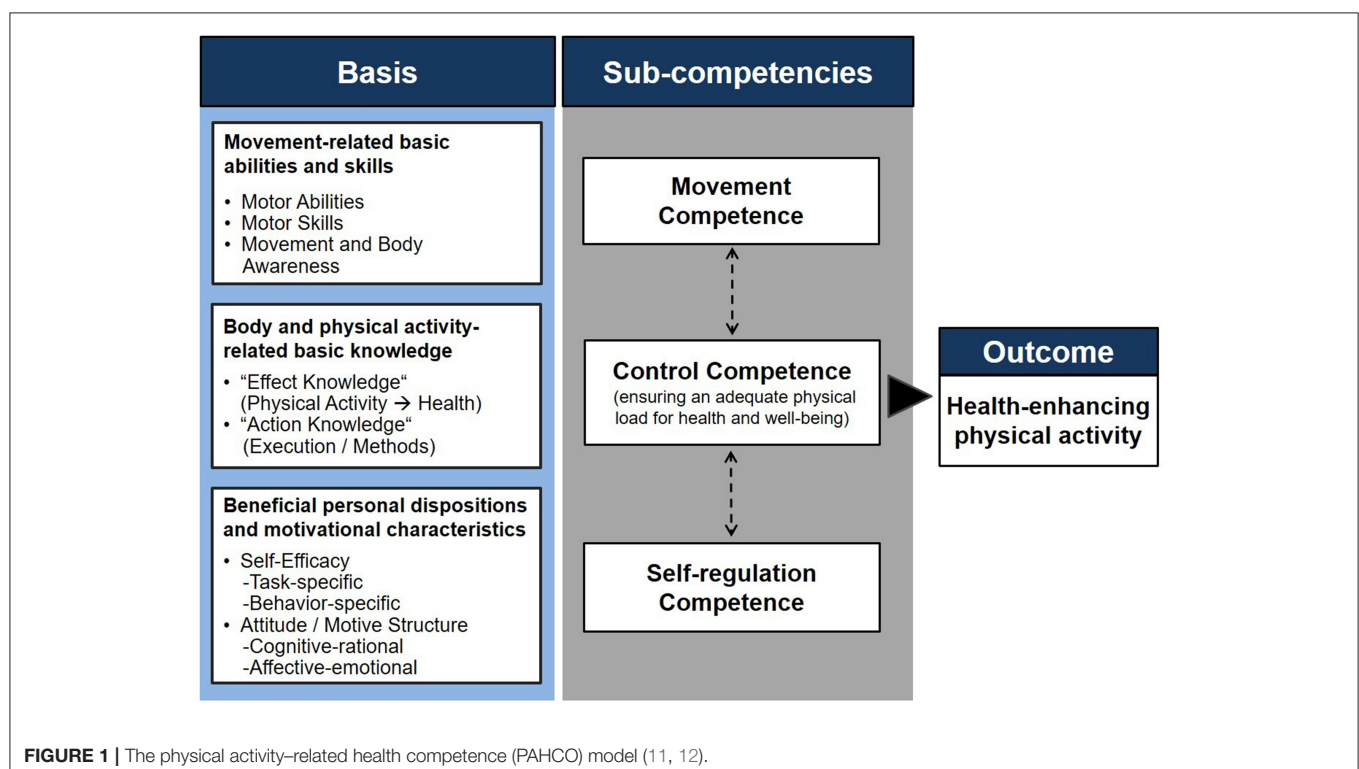 Basis
Movement-related basic
abilities and skills
• Motor Abilities
• Motor Skills
• Movement and Body
Awareness
Body and physical activity-
related basic knowledge
• “Effect Knowledge“
(Physical Activity → Health)
• “Action Knowledge“
(Execution / Methods)
Beneficial personal dispositions
and motivational characteristics
• Self-Efficacy
-Task-specific
-Behavior-specific
• Attitude / Motive Structure
-Cognitive-rational
-Affective-emotional
Sub-competencies
Movement
Competence
Control Competence
(ensuring an adequate physical
load for health and well-being)
Self-regulation
Competence
Outcome
Health-enhancing
physical activity
FIGURE 1 | The physical activity–related health competence (PAHCO) model (11, 12).